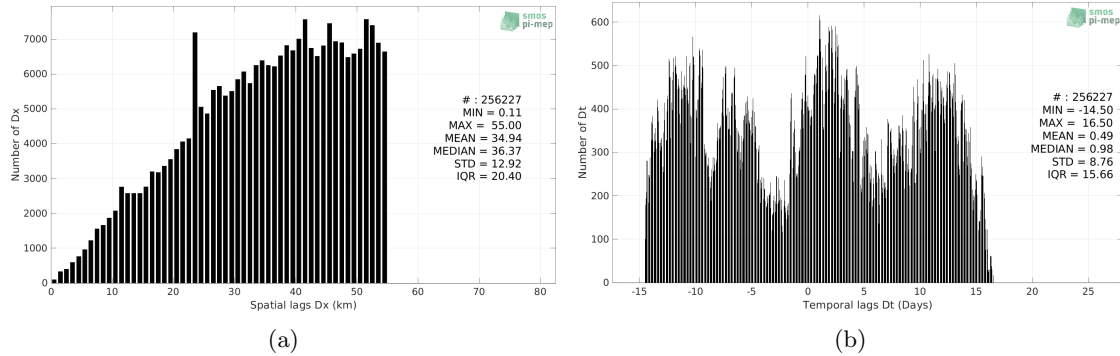 smos
pi-mep
7000
6000
5000
4000
3000
2000
1000
0
Number of Dx
# : 256227
MIN = 0.11
MAX = 55.00
MEAN = 34.94
MEDIAN = 36.37
STD = 12.92
IQR = 20.40
0 10 20 30 40 50 60 70 80
Spatial lags Dx (km)
(a)
smos
pi-mep
600
500
400
300
200
100
0
Number of Dt
# : 256227
MIN = -14.50
MAX = 16.50
MEAN = 0.49
MEDIAN = 0.98
STD = 8.76
IQR = 15.66
-15 -10 -5 0 5 10 15 20 25
Temporal lags Dt (Days)
(b)